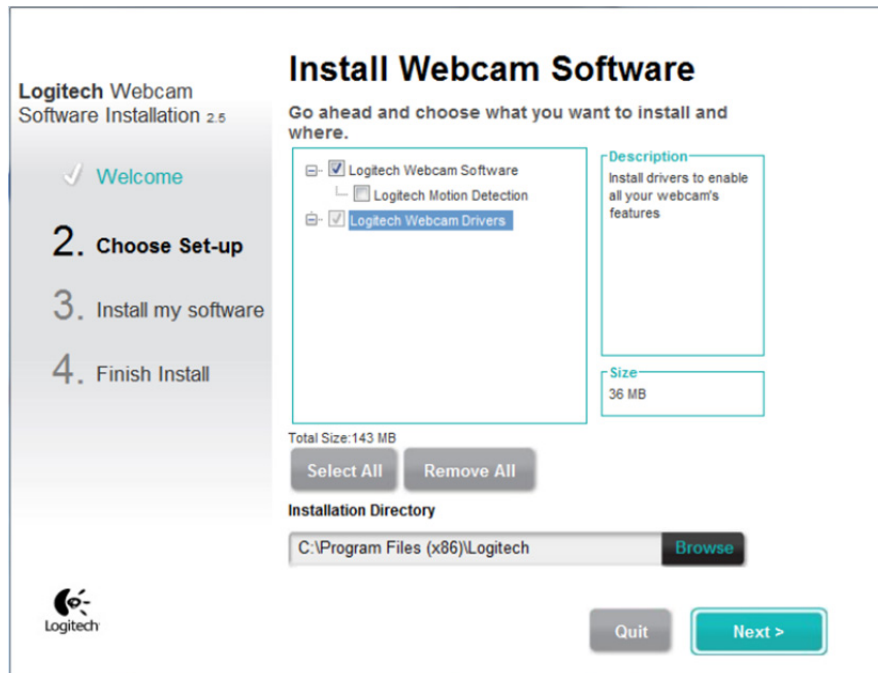 Logitech Webcam
Software Installation 2.5
Welcome
2. Choose Set-up
3. Install my software
4. Finish Install
Logitech
Install Webcam Software
Go ahead and choose what you want to install and
where.
Logitech Webcam Software
Logitech Motion Detection
Logitech Webcam Drivers
Description
Install drivers to enable
all your webcam's
features
Size
36 MB
Total Size:143 MB
Select All Remove All
Installation Directory
C:\Program Files (x86)\Logitech Browse
Quit Next >